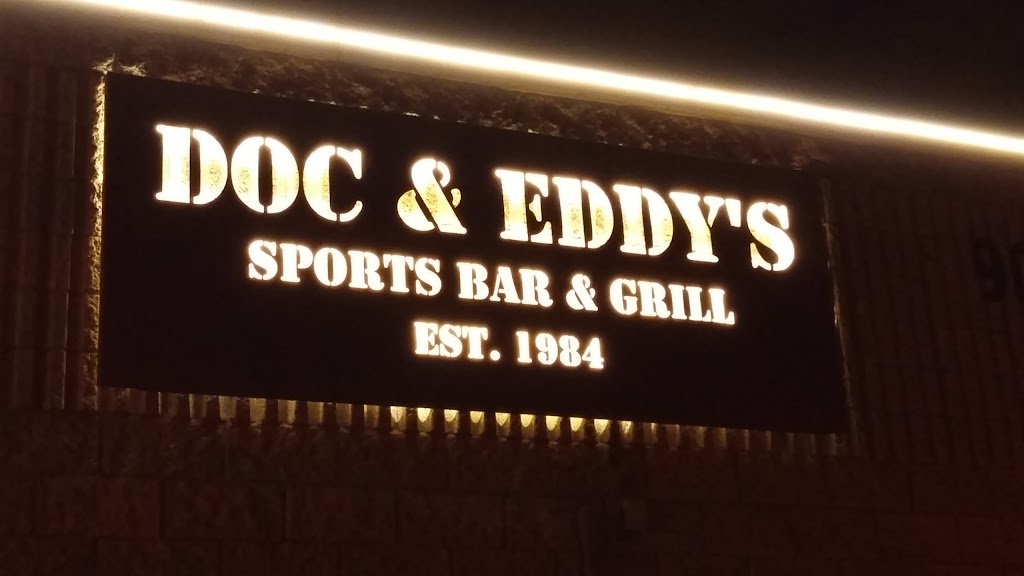 DOC & EDDY'S
SPORTS BAR & GRILL
EST. 1984